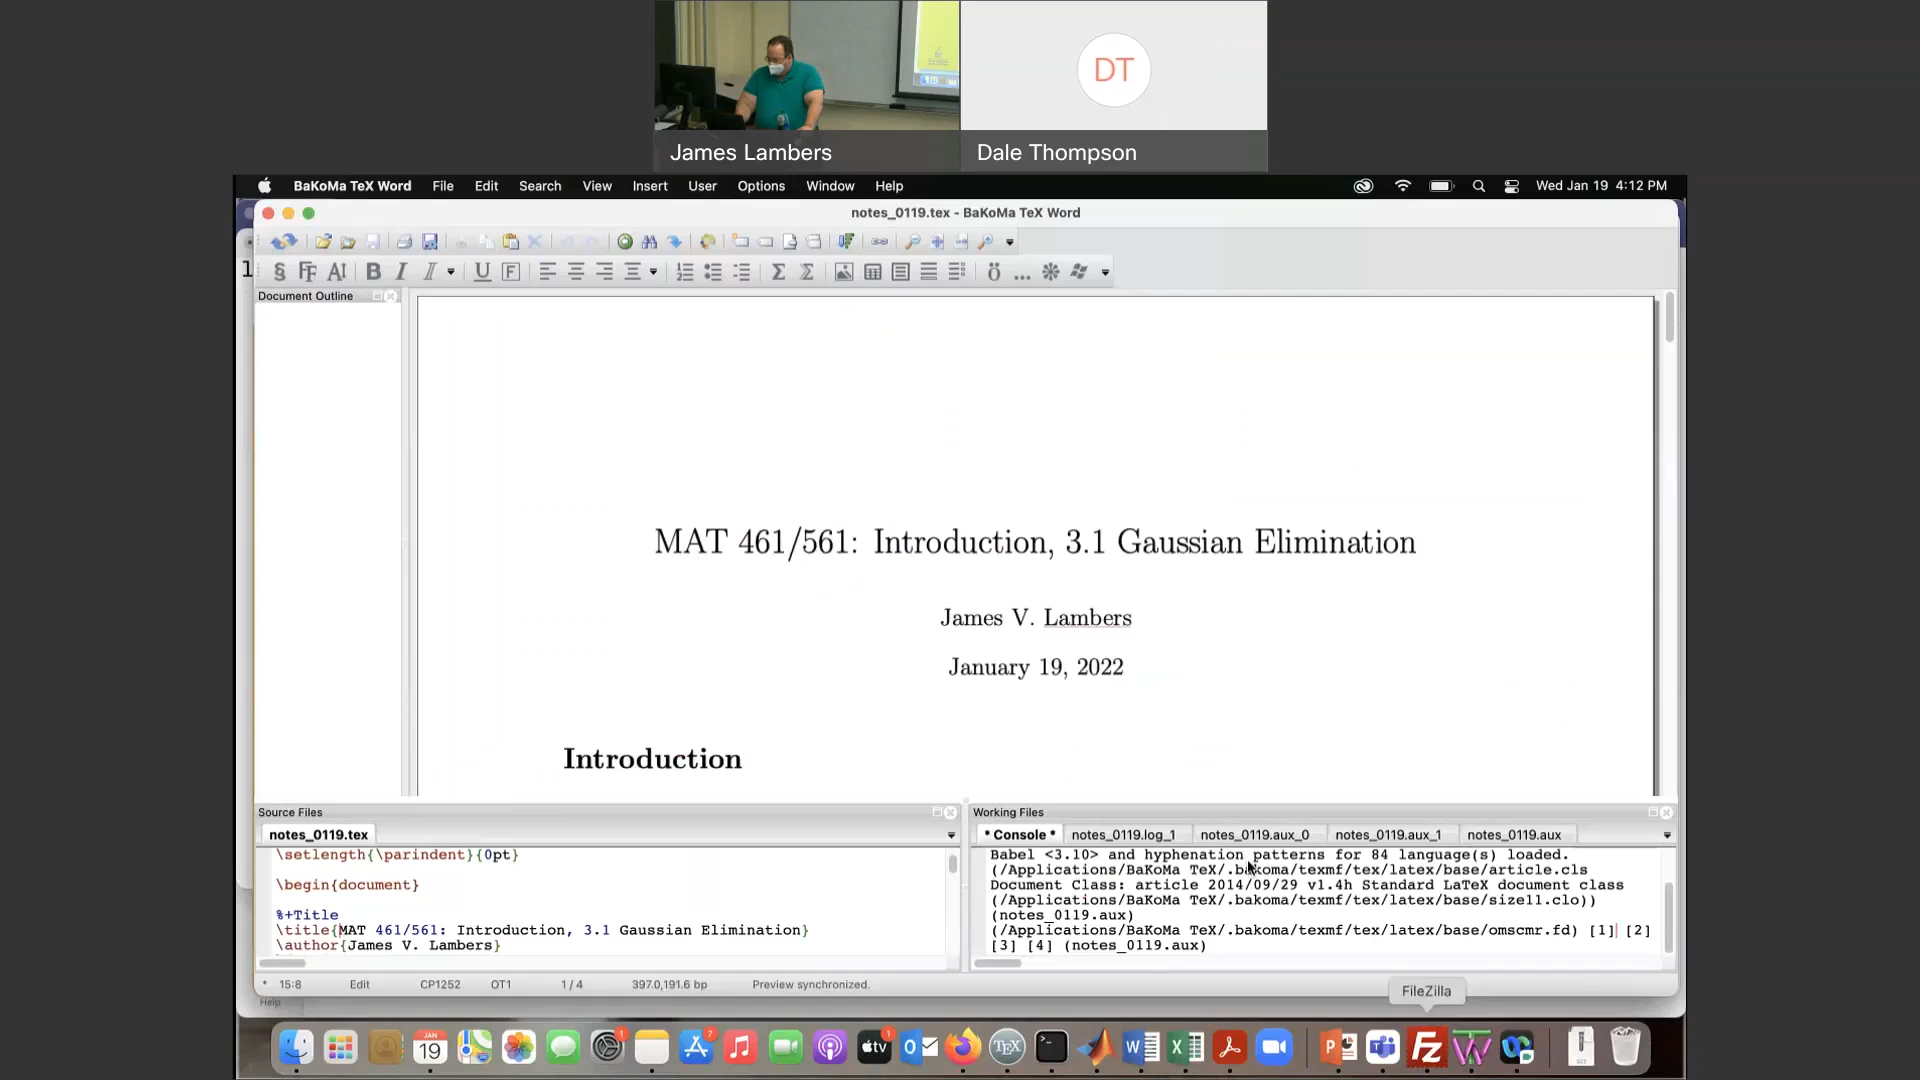 DT
James Lambers
Dale Thompson
BaKoMa TeX Word File Edit Search View Insert User Options Window Help Wed Jan 19 4:12 PM
notes_0119.tex - BaKoMa TeX Word
Document Outline
MAT 461/561: Introduction, 3.1 Gaussian Elimination
James V. Lambers
January 19, 2022
Introduction
Source Files
notes_0119.tex
\setlength{\parindent}{0pt}
\begin{document}
%+Title
\title{MAT 461/561: Introduction, 3.1 Gaussian Elimination}
\author{James V. Lambers}
Working Files
* Console * notes_0119.log_1 notes_0119.aux_0 notes_0119.aux_1 notes_0119.aux
Babel <3.10> and hyphenation patterns for 84 language(s) loaded.
(/Applications/BaKoMa TeX/.bakoma/texmf/tex/latex/base/article.cls
Document Class: article 2014/09/29 v1.4h Standard LaTeX document class
(/Applications/BaKoMa TeX/.bakoma/texmf/tex/latex/base/size11.clo))
(notes_0119.aux)
(/Applications/BaKoMa TeX/.bakoma/texmf/tex/latex/base/omscmr.fd) [1] [2]
[3] [4] (notes_0119.aux)
* 15:8 Edit CP1252 OT1 1 / 4 397.0,191.6 bp Preview synchronized.
Help
FileZilla
JAN
19
1
7
tv
1
TEX